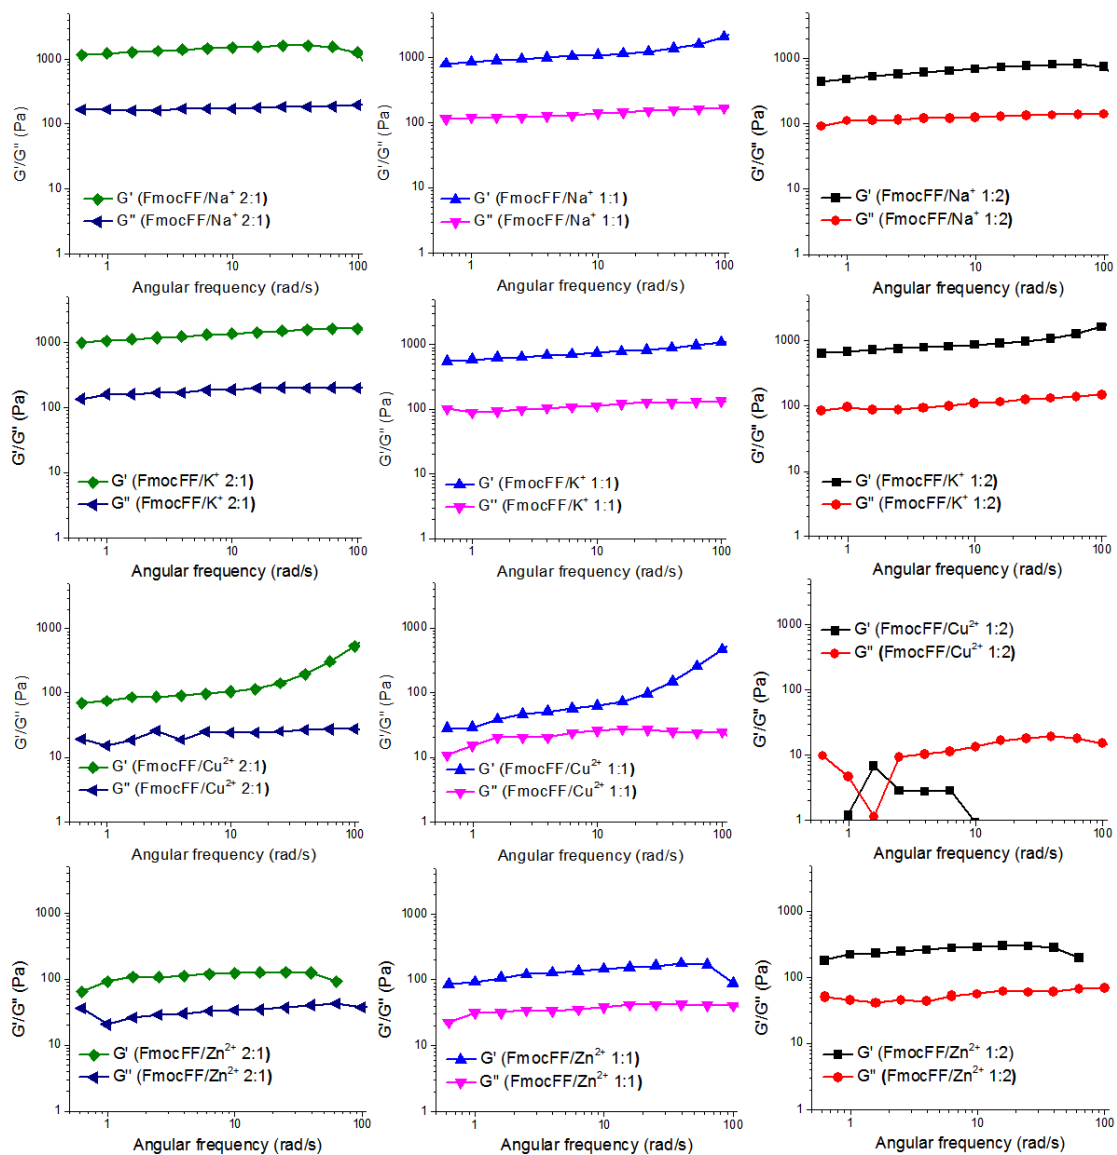 1000
100
10
1
G'/G'' (Pa)
G' (FmocFF/Na⁺ 2:1)
G'' (FmocFF/Na⁺ 2:1)
1 10 100
Angular frequency (rad/s)
1000
100
10
1
G'/G'' (Pa)
G' (FmocFF/Na⁺ 1:1)
G'' (FmocFF/Na⁺ 1:1)
1 10 100
Angular frequency (rad/s)
1000
100
10
1
G'/G'' (Pa)
G' (FmocFF/Na⁺ 1:2)
G'' (FmocFF/Na⁺ 1:2)
1 10 100
Angular frequency (rad/s)
1000
100
10
1
G'/G'' (Pa)
G' (FmocFF/K⁺ 2:1)
G'' (FmocFF/K⁺ 2:1)
1 10 100
Angular frequency (rad/s)
1000
100
10
1
G'/G'' (Pa)
G' (FmocFF/K⁺ 1:1)
G'' (FmocFF/K⁺ 1:1)
1 10 100
Angular frequency (rad/s)
1000
100
10
1
G'/G'' (Pa)
G' (FmocFF/K⁺ 1:2)
G'' (FmocFF/K⁺ 1:2)
1 10 100
Angular frequency (rad/s)
1000
100
10
1
G'/G'' (Pa)
G' (FmocFF/Cu²⁺ 2:1)
G'' (FmocFF/Cu²⁺ 2:1)
1 10 100
Angular frequency (rad/s)
1000
100
10
1
G'/G'' (Pa)
G' (FmocFF/Cu²⁺ 1:1)
G'' (FmocFF/Cu²⁺ 1:1)
1 10 100
Angular frequency (rad/s)
1000
100
10
1
G'/G'' (Pa)
G' (FmocFF/Cu²⁺ 1:2)
G'' (FmocFF/Cu²⁺ 1:2)
1 10 100
Angular frequency (rad/s)
1000
100
10
1
G'/G'' (Pa)
G' (FmocFF/Zn²⁺ 2:1)
G'' (FmocFF/Zn²⁺ 2:1)
1 10 100
Angular frequency (rad/s)
1000
100
10
1
G'/G'' (Pa)
G' (FmocFF/Zn²⁺ 1:1)
G'' (FmocFF/Zn²⁺ 1:1)
1 10 100
Angular frequency (rad/s)
1000
100
10
1
G'/G'' (Pa)
G' (FmocFF/Zn²⁺ 1:2)
G'' (FmocFF/Zn²⁺ 1:2)
1 10 100
Angular frequency (rad/s)